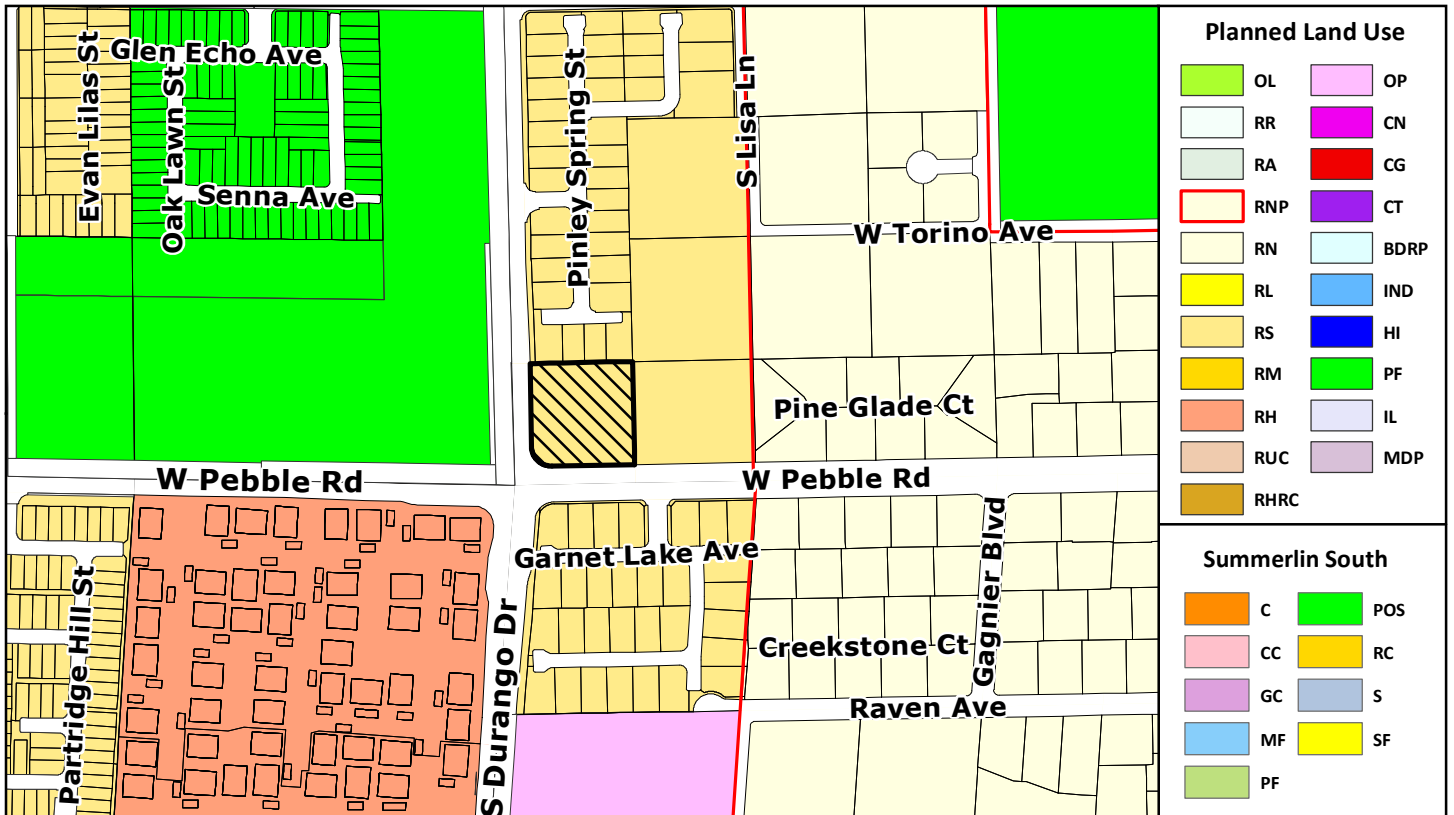 Glen Echo Ave
Evan Lilas St
Oak Lawn St
Senna Ave
Pinley Spring St
S Lisa Ln
W Torino Ave
Pine Glade Ct
W Pebble Rd
W Pebble Rd
Garnet Lake Ave
Partridge Hill St
S Durango Dr
Creekstone Ct
Gagnier Blvd
Raven Ave
Planned Land Use
OL
RR
RA
RNP
RN
RL
RS
RM
RH
RUC
RHRC
OP
CN
CG
CT
BDRP
IND
HI
PF
IL
MDP
Summerlin South
C
CC
GC
MF
PF
POS
RC
S
SF